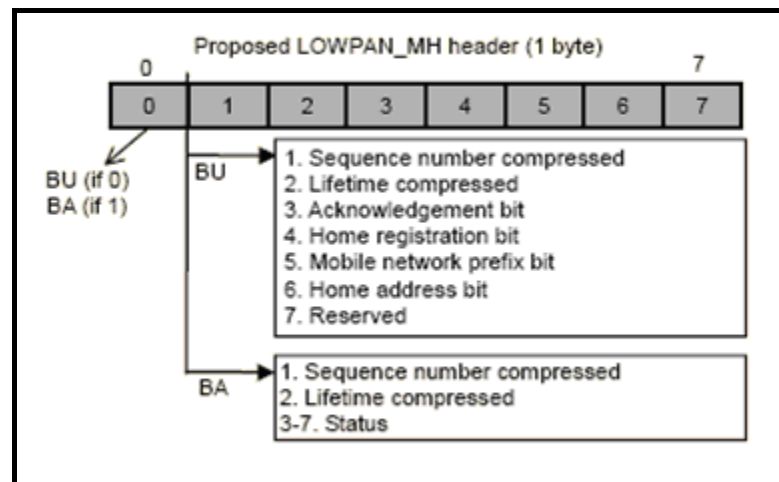 Proposed LOWPAN_MH header (1 byte)
0 7
0 1 2 3 4 5 6 7
BU (if 0)
BA (if 1)
BU
1. Sequence number compressed
2. Lifetime compressed
3. Acknowledgement bit
4. Home registration bit
5. Mobile network prefix bit
6. Home address bit
7. Reserved
BA
1. Sequence number compressed
2. Lifetime compressed
3-7. Status